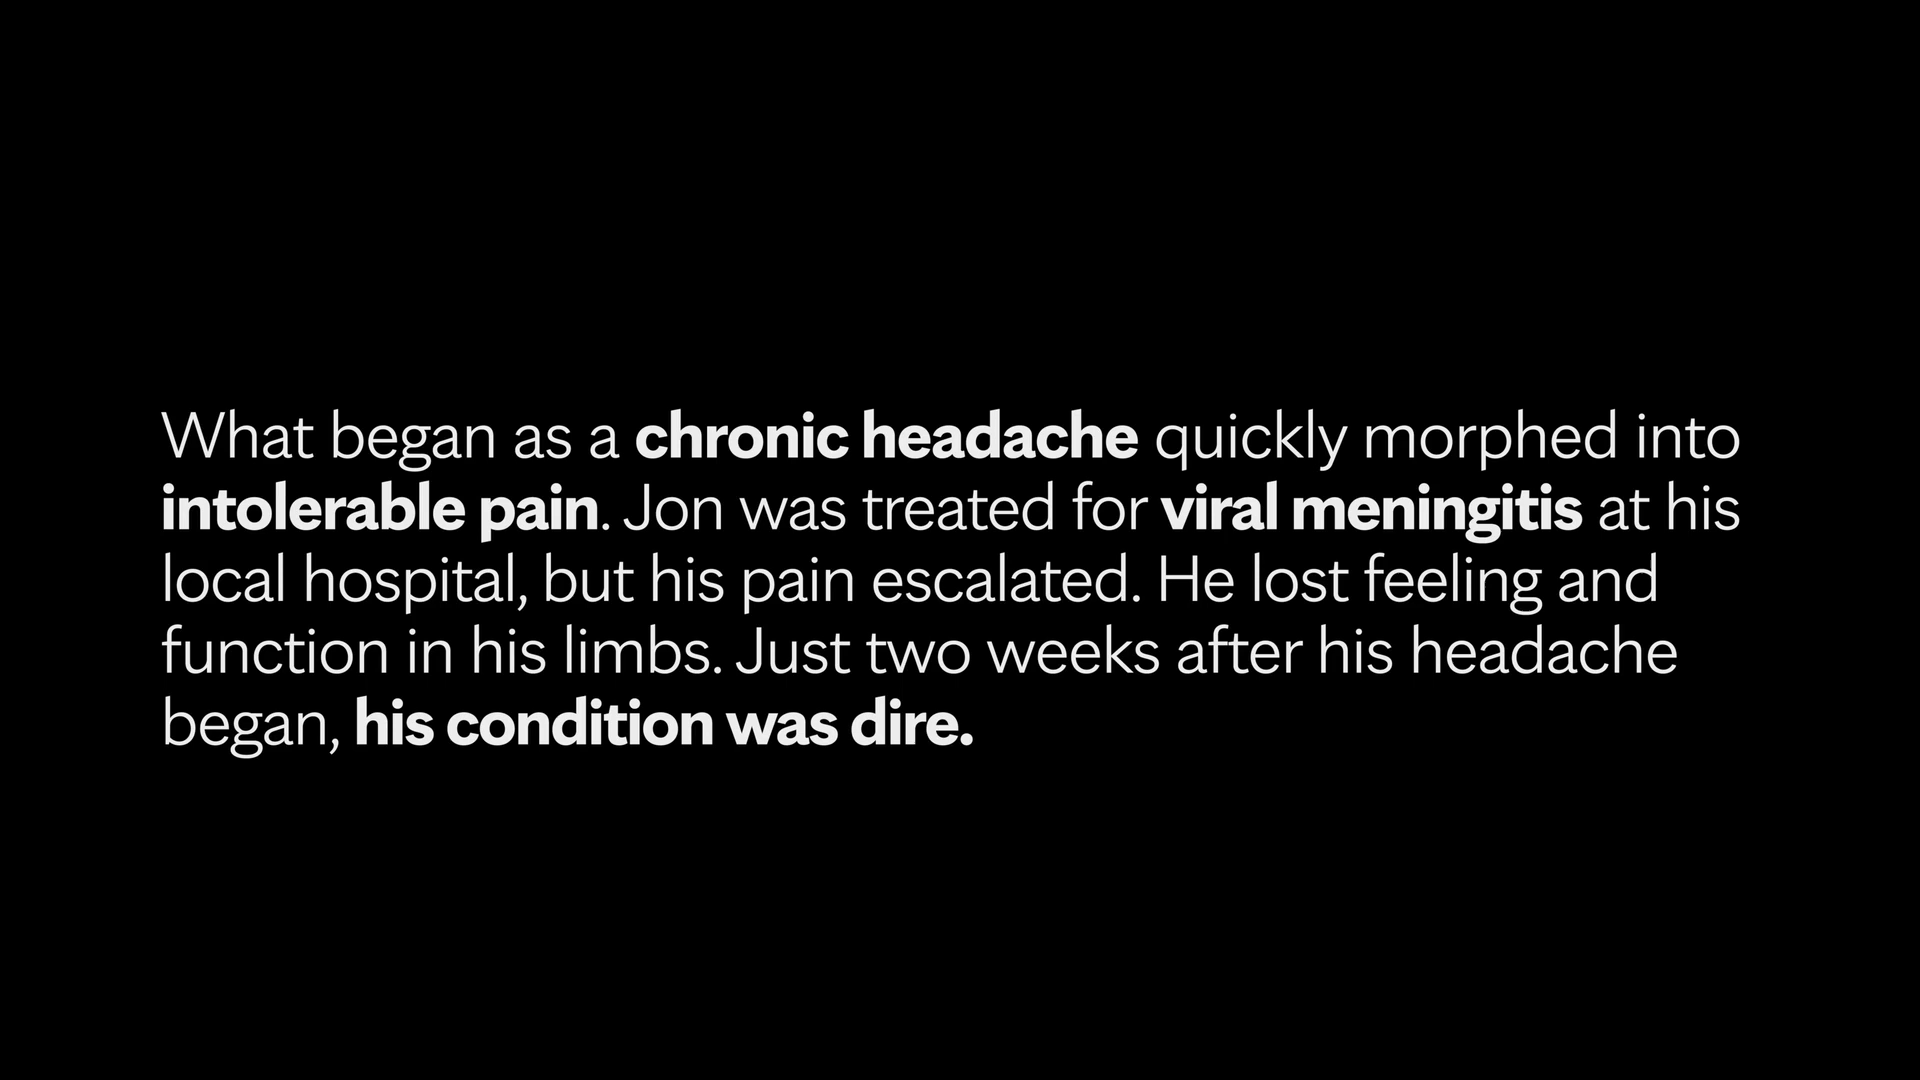 What began as a chronic headache quickly morphed into
intolerable pain. Jon was treated for viral meningitis at his
local hospital, but his pain escalated. He lost feeling and
function in his limbs. Just two weeks after his headache
began, his condition was dire.